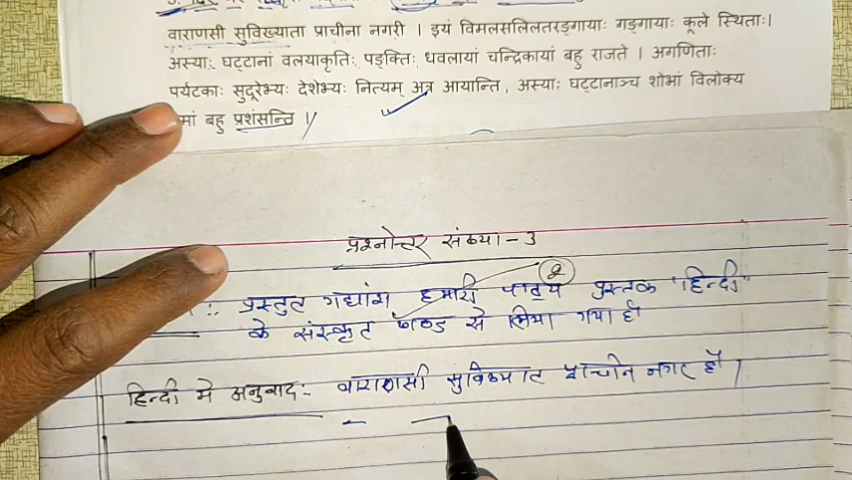 वाराणसी सुविख्याता प्राचीना नगरी । इयं विमलसलिलतरङ्गायाः गङ्गायाः कूले स्थिताः।
अस्याः घट्टानां वलयाकृतिः पङ्क्तिः धवलायां चन्द्रिकायां बहु राजते । अगणिताः
पर्यटकाः सुदूरेभ्यः देशेभ्यः नित्यम् अत्र आयान्ति, अस्याः घट्टानाञ्च शोभां विलोक्य
मां बहु प्रशंसन्ति //
प्रश्नोत्तर संख्या - 3
2
प्रस्तुत गद्यांश हमारी पाठ्य पुस्तक "हिन्दी"
के संस्कृत खण्ड से लिया गया है
हिन्दी मे अनुवाद:- वाराणसी सुविख्यात प्राचीन नगर है ।